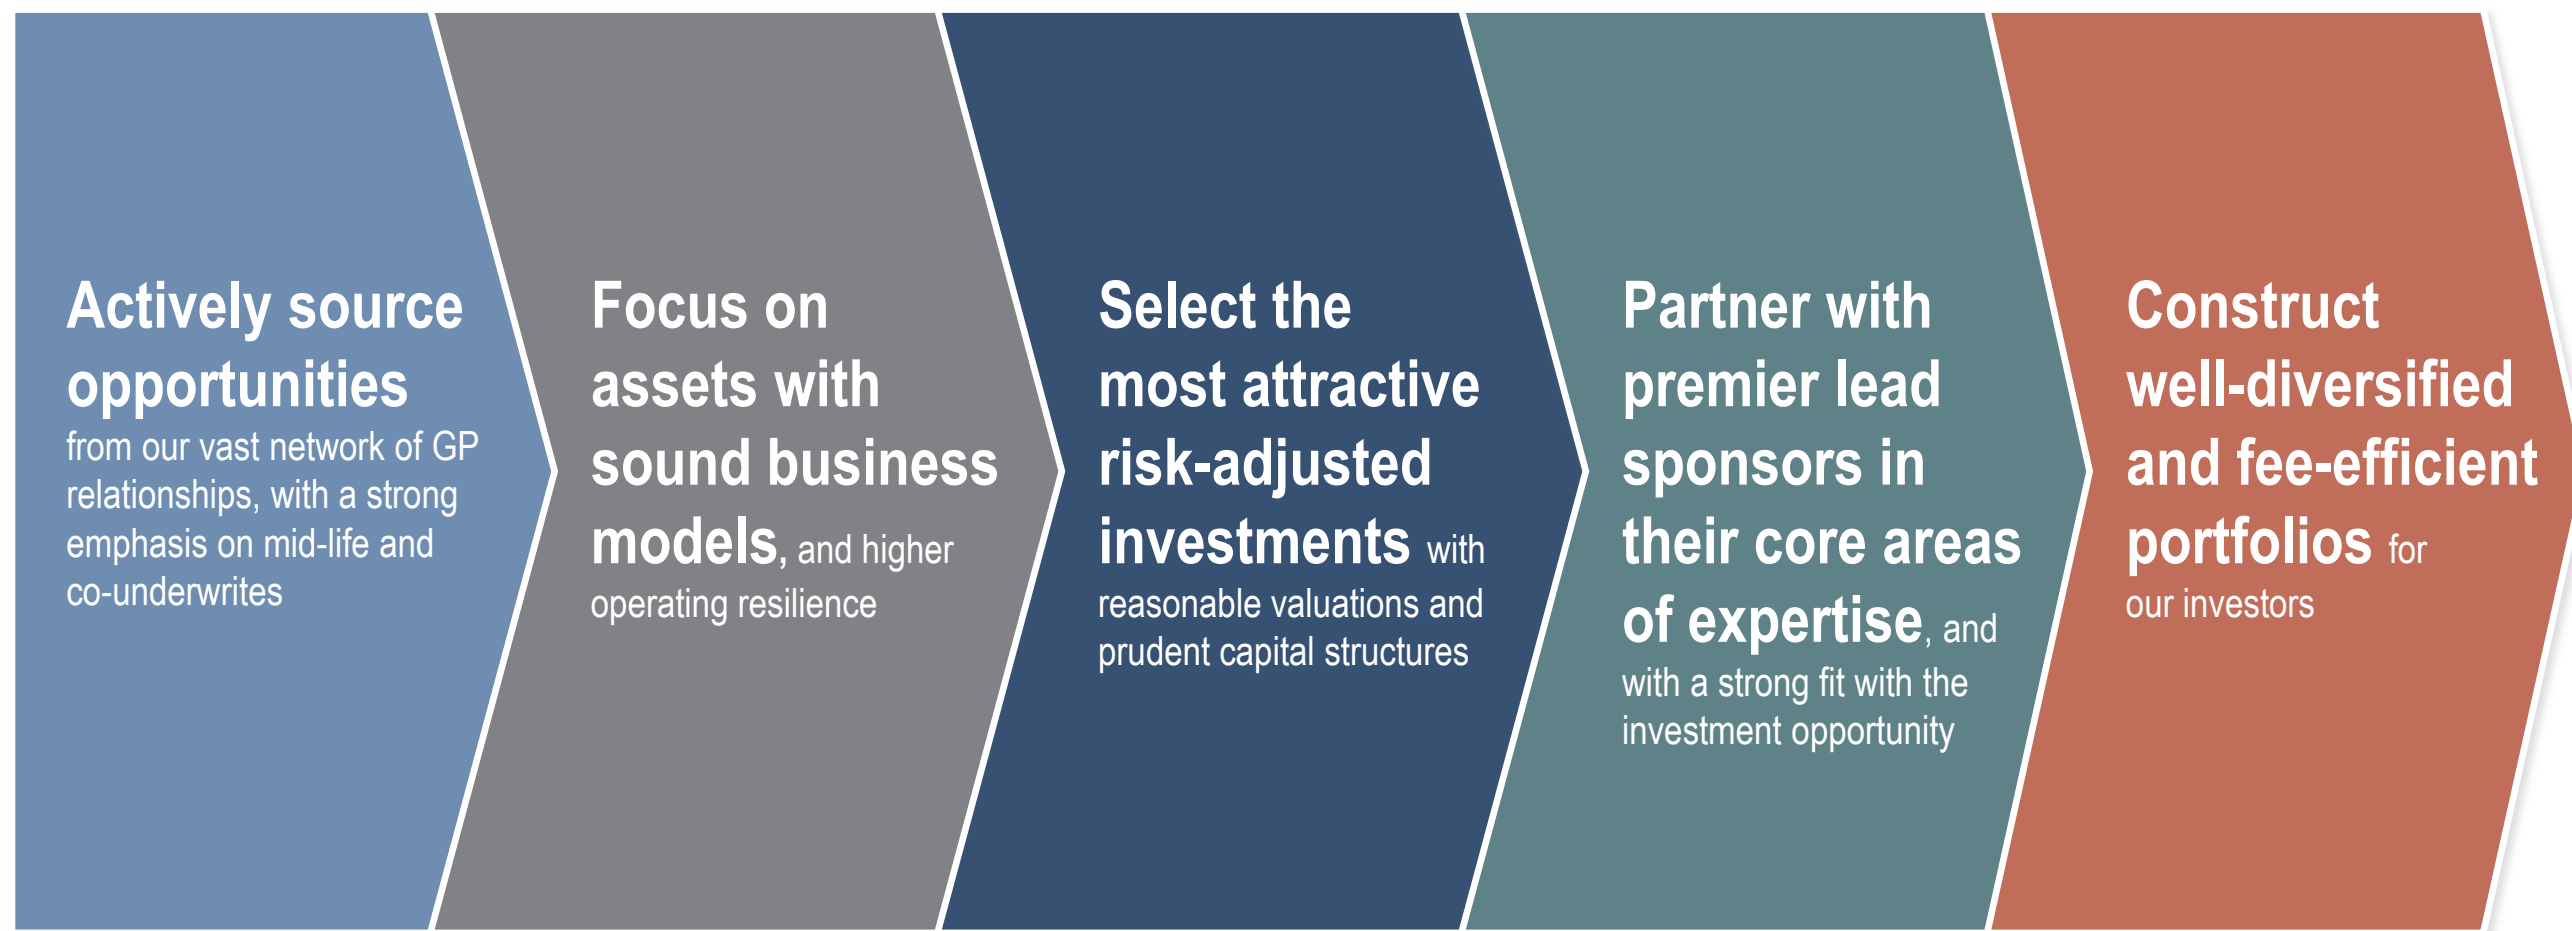 Actively source
opportunities
from our vast network of GP
relationships, with a strong
emphasis on mid-life and
co-underwrites
Focus on
assets with
sound business
models, and higher
operating resilience
Select the
most attractive
risk-adjusted
investments with
reasonable valuations and
prudent capital structures
Partner with
premier lead
sponsors in
their core areas
of expertise, and
with a strong fit with the
investment opportunity
Construct
well-diversified
and fee-efficient
portfolios for
our investors